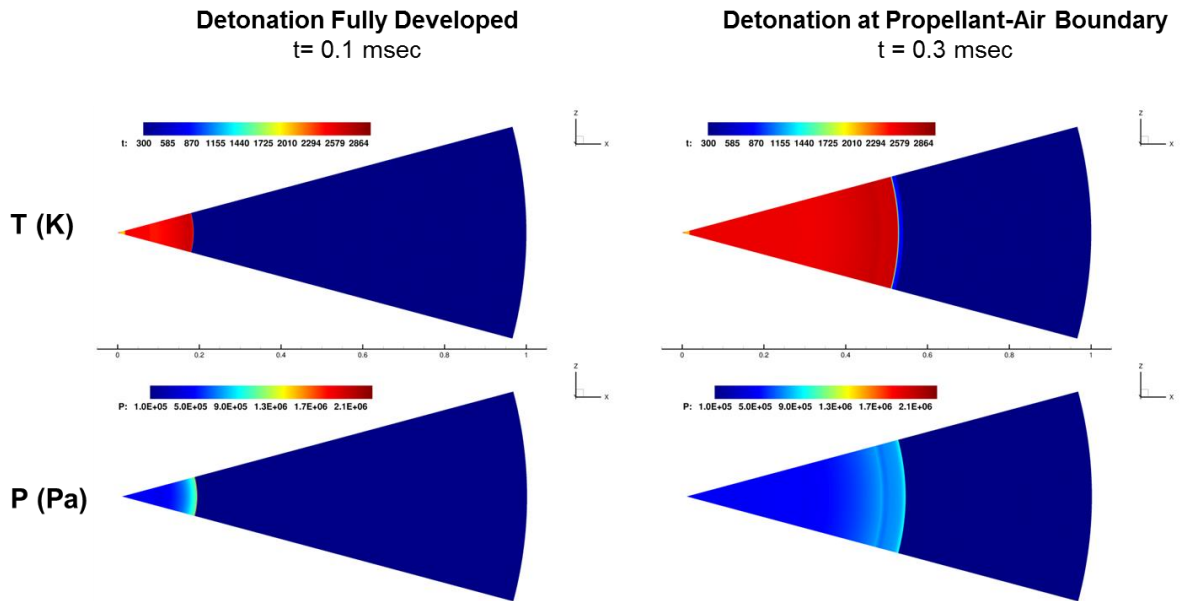 Detonation Fully Developed
t= 0.1 msec
Detonation at Propellant-Air Boundary
t = 0.3 msec
t: 300 585 870 1155 1440 1725 2010 2294 2579 2864
z
x
t: 300 585 870 1155 1440 1725 2010 2294 2579 2864
z
x
T (K)
0 0.2 0.4 0.6 0.8 1
0 0.2 0.4 0.6 0.8 1
P: 1.0E+05 5.0E+05 9.0E+05 1.3E+06 1.7E+06 2.1E+06
z
x
P: 1.0E+05 5.0E+05 9.0E+05 1.3E+06 1.7E+06 2.1E+06
z
x
P (Pa)